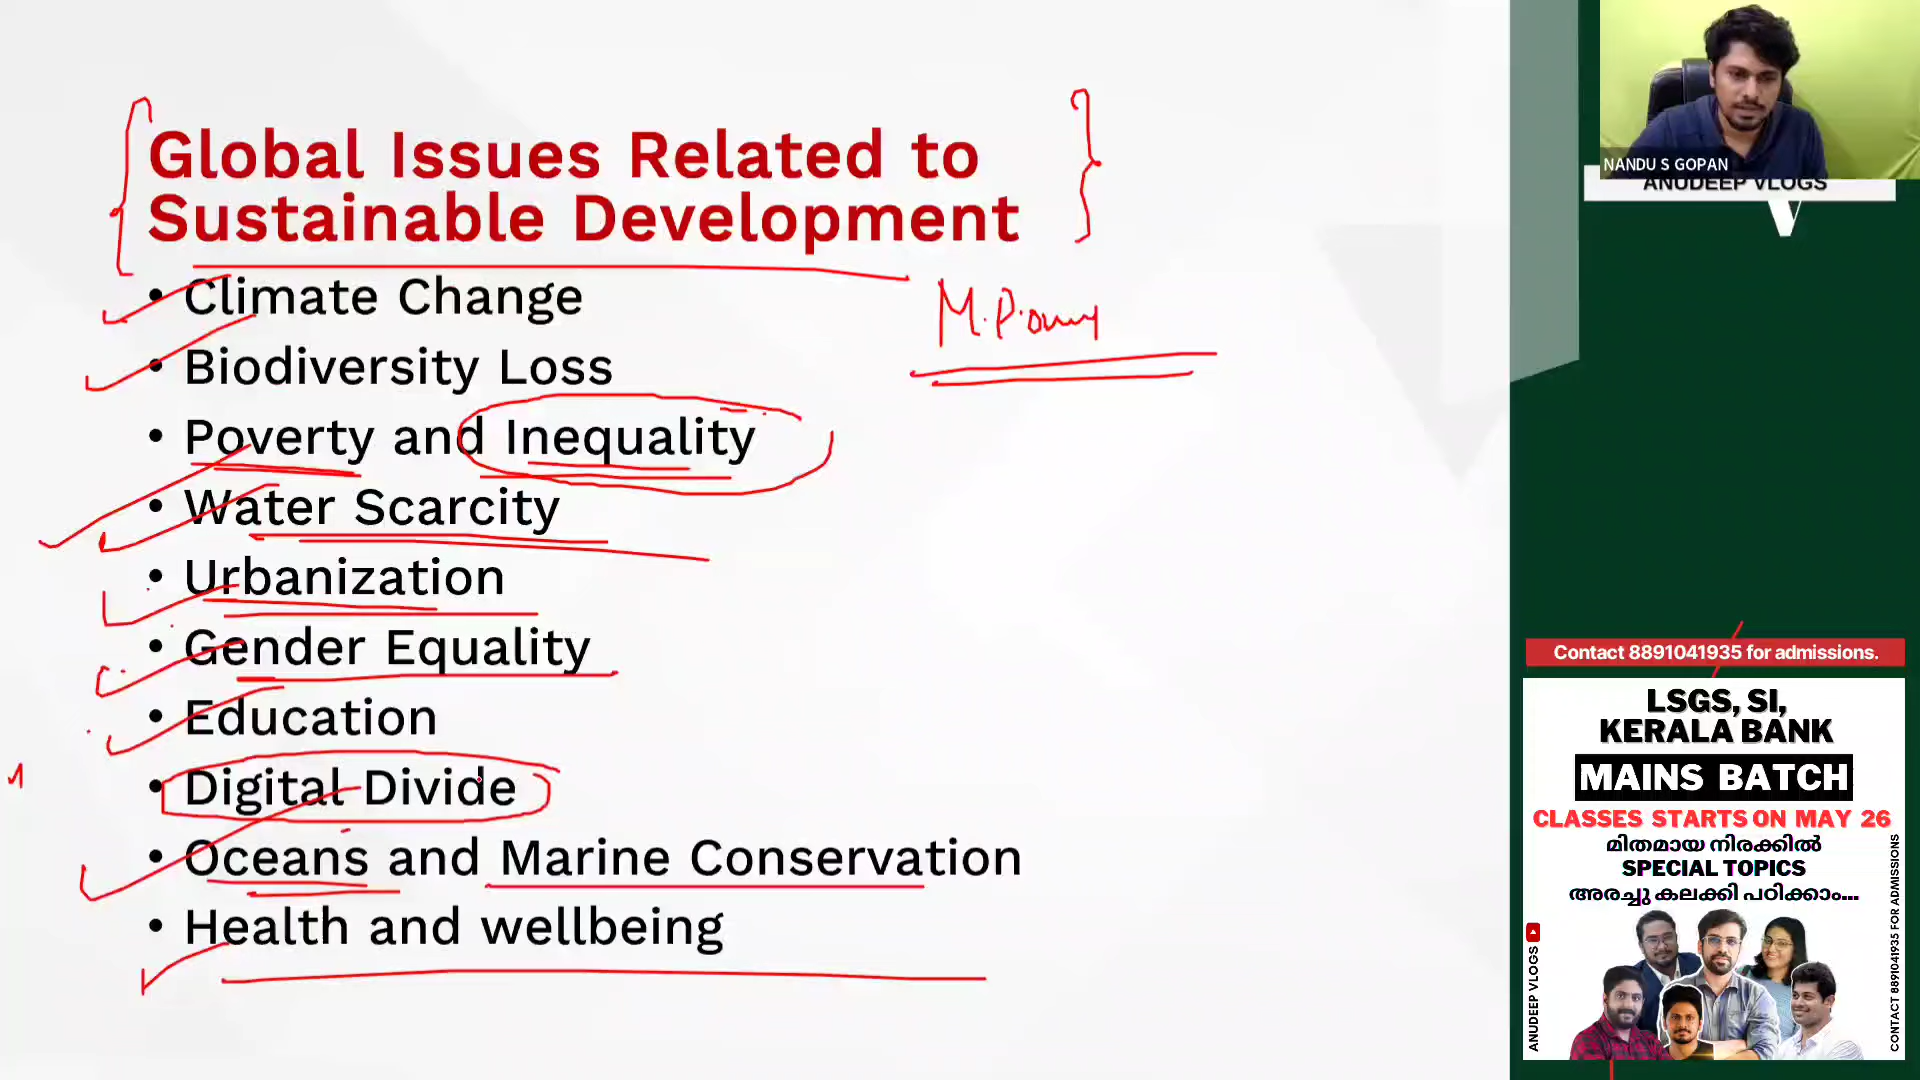 Global Issues Related to
Sustainable Development
• Climate Change
• Biodiversity Loss
• Poverty and Inequality
• Water Scarcity
• Urbanization
• Gender Equality
• Education
• Digital Divide
• Oceans and Marine Conservation
• Health and wellbeing
NANDU S GOPAN
ANUDEEP VLOGS
Contact 8891041935 for admissions.
LSGS, SI,
KERALA BANK
MAINS BATCH
CLASSES STARTS ON MAY 26
മിതമായ നിരക്കിൽ
SPECIAL TOPICS
അരച്ചു കലക്കി പഠിക്കാം...
ANUDEEP VLOGS
CONTACT 8891041935 FOR ADMISSIONS